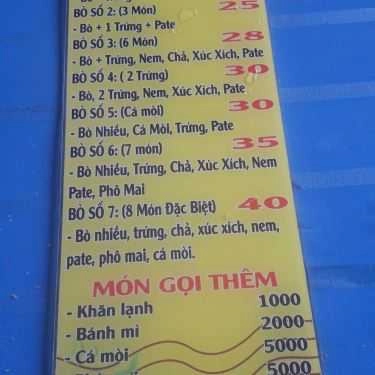 BÒ SỐ 2: (3 Món) 25
- Bò + 1 Trứng + Pate
BÒ SỐ 3: (6 Món) 28
- Bò + Trứng, Nem, Chả, Xúc Xích, Pate
BÒ SỐ 4: ( 2 Trứng) 30
- Bò, 2 Trứng, Nem, Xúc Xích, Pate
BÒ SỐ 5: (Cá mòi) 30
- Bò Nhiều, Cá Mòi, Trứng, Pate
BÒ SỐ 6: (7 món) 35
- Bò Nhiều, Trứng, Chả, Xúc Xích, Nem
Pate, Phô Mai
BÒ SỐ 7: (8 Món Đặc Biệt) 40
- Bò nhiều, trứng, chả, xúc xích, nem,
pate, phô mai, cá mòi.
MÓN GỌI THÊM
- Khăn lạnh 1000
- Bánh mì 2000
- Cá mòi 5000
5000